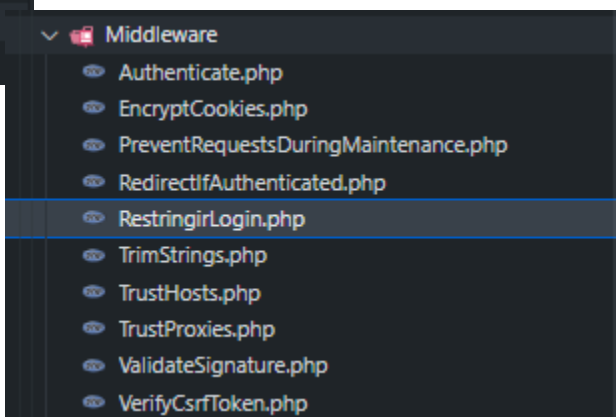 Middleware
Authenticate.php
EncryptCookies.php
PreventRequestsDuringMaintenance.php
RedirectIfAuthenticated.php
RestringirLogin.php
TrimStrings.php
TrustHosts.php
TrustProxies.php
ValidateSignature.php
VerifyCsrfToken.php